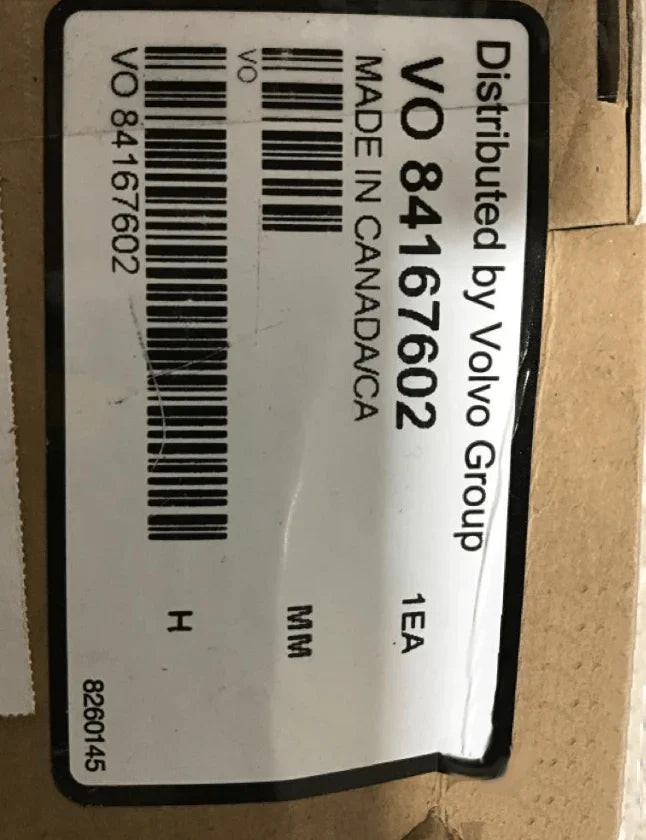 Distributed by Volvo Group
VO 84167602 1EA
MADE IN CANADA/CA
MM
VO
H
VO 84167602
8260145